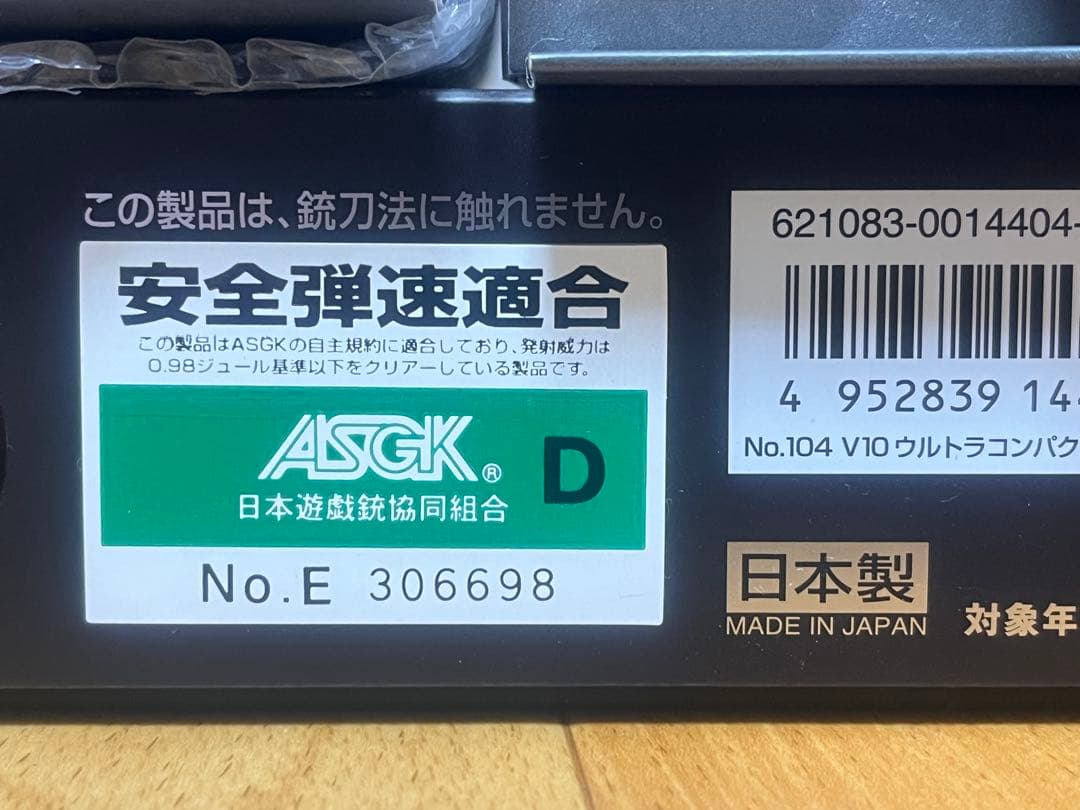 この製品は、銃刀法に触れません。
安全弾速適合
この製品はASGKの自主規約に適合しており、発射威力は
0.98ジュール基準以下をクリアーしている製品です。
ASGK®
D
日本遊戯銃協同組合
No.E 306698
621083-0014404-
4 952839 14
No.104 V10ウルトラコンパク
日本製
MADE IN JAPAN
対象年